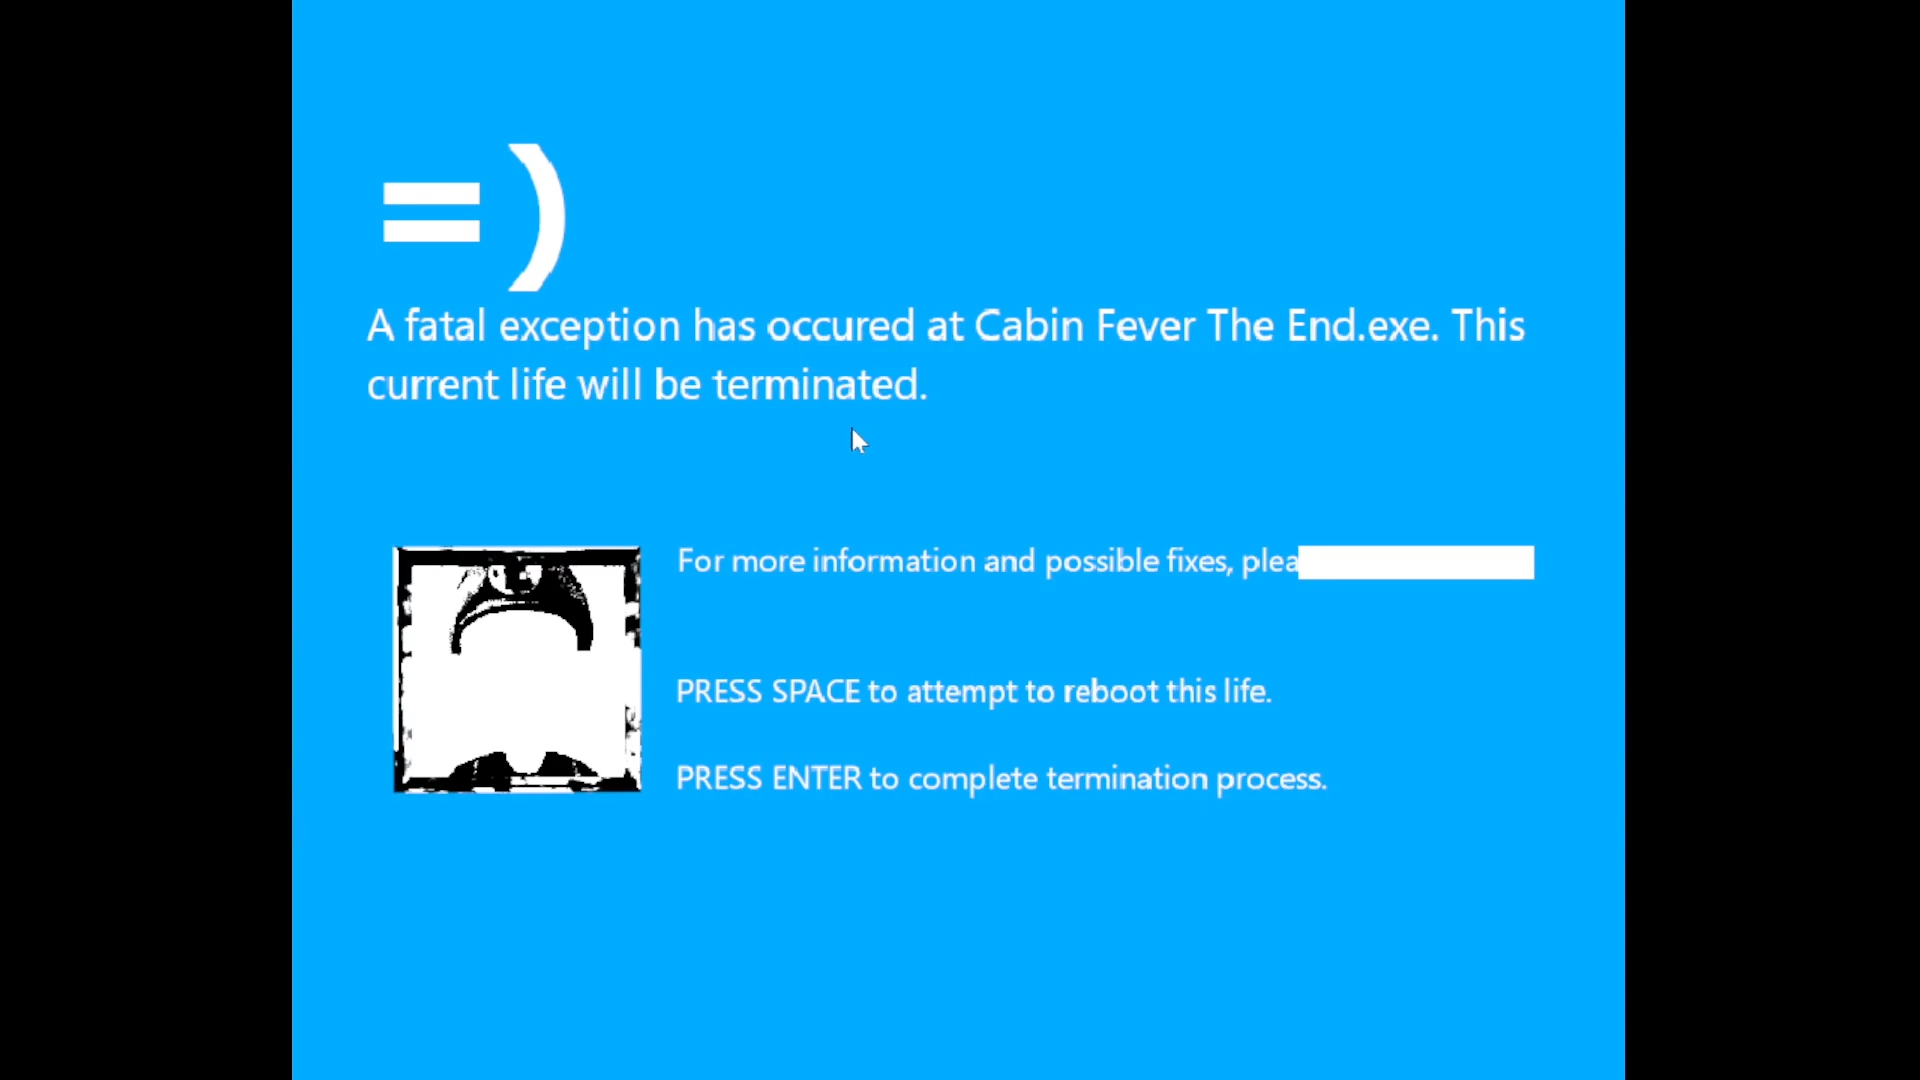 =)
A fatal exception has occured at Cabin Fever The End.exe. This
current life will be terminated.
For more information and possible fixes, plea
PRESS SPACE to attempt to reboot this life.
PRESS ENTER to complete termination process.